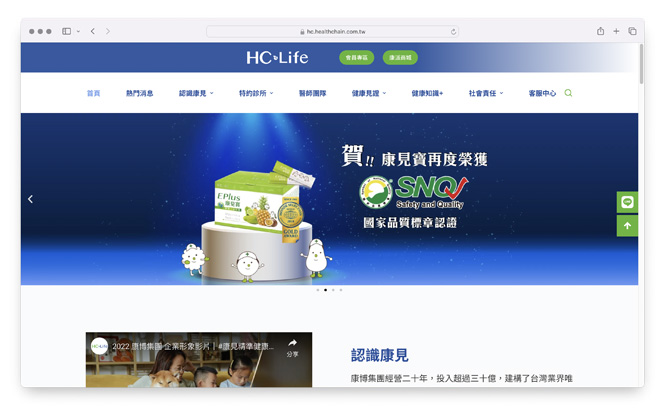 hc.healthchain.com.tw
HC Life
會員專區
康活商城
首頁
熱門消息
認識康見
特約診所
醫師團隊
健康見證
健康知識+
社會責任
客服中心
賀!! 康見寶再度榮獲
SNQ
Safety and Quality
國家品質標章認證
EPlus
康見寶
GOLD
2022 康博集團 企業形象影片｜#康見精準健康...
分享
認識康見
康博集團經營二十年，投入超過三十億，建構了台灣業界唯